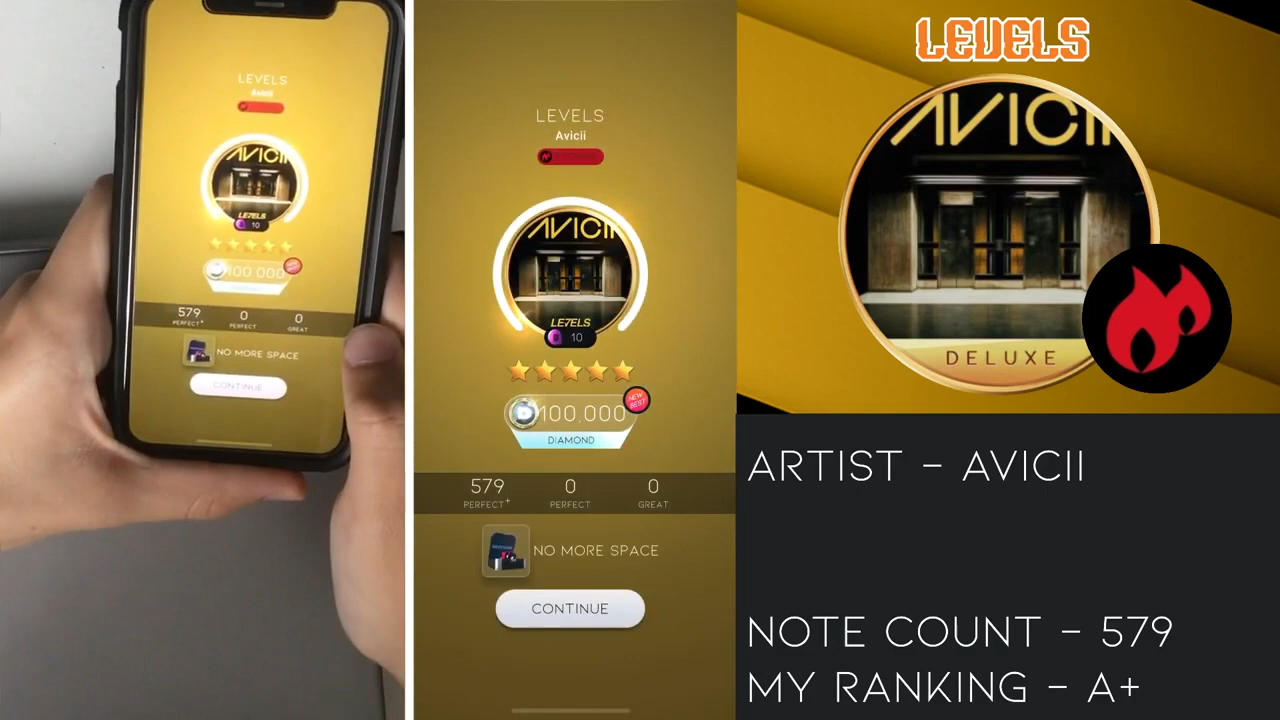 LEVELS
Avicii
AVICII
LE7ELS
10
100,000
579
0
0
PERFECT+
PERFECT
GREAT
NO MORE SPACE
CONTINUE
LEVELS
Avicii
AVICII
LE7ELS
10
NEW BEST
100,000
DIAMOND
579
0
0
PERFECT+
PERFECT
GREAT
NO MORE SPACE
CONTINUE
LEVELS
AVICII
DELUXE
ARTIST - AVICII
NOTE COUNT - 579
MY RANKING - A+